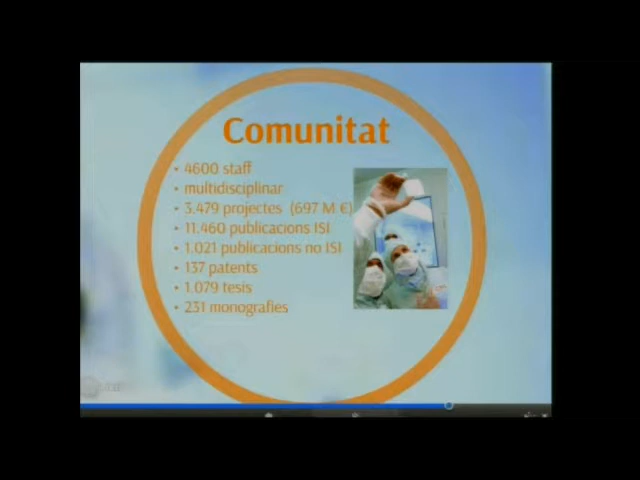 Comunitat
• 4600 staff
• multidisciplinar
• 3.479 projectes (697 M €)
• 11.460 publicacions ISI
• 1.021 publicacions no ISI
• 137 patents
• 1.079 tesis
• 231 monografies